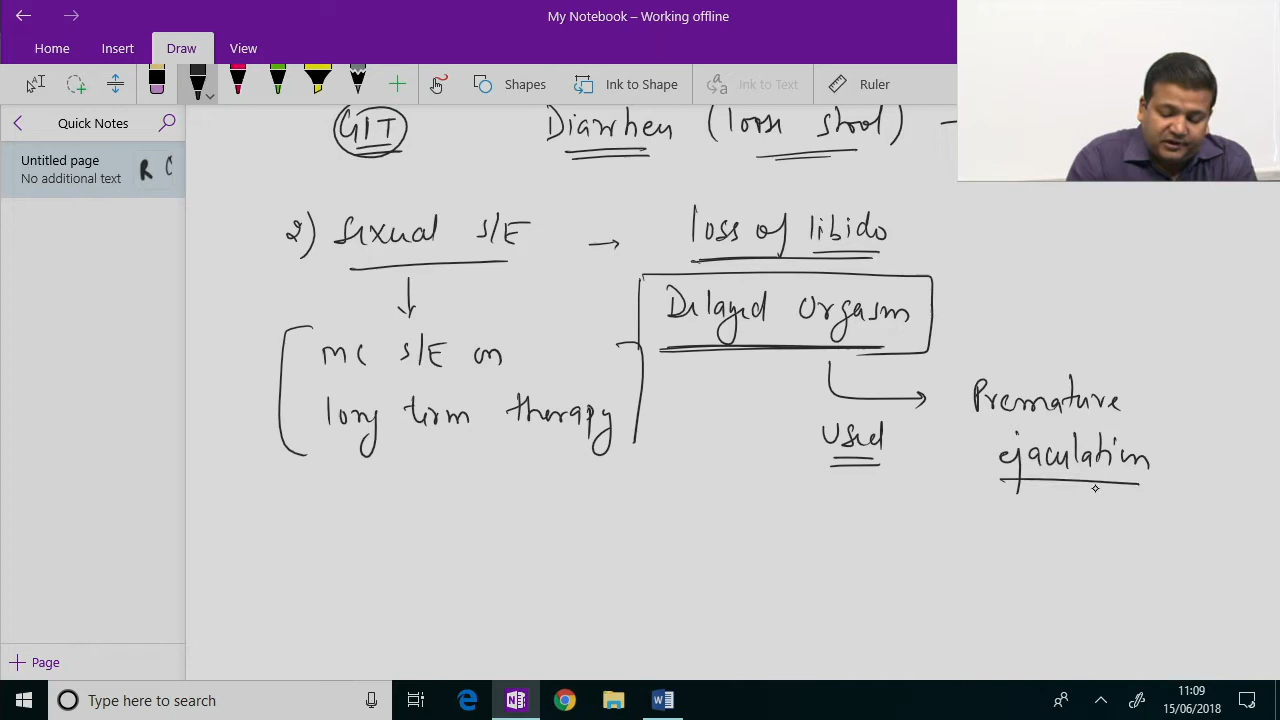 My Notebook – Working offline
Home Insert Draw View
Shapes Ink to Shape Ink to Text Ruler
Quick Notes
Untitled page
No additional text
R C
GIT Diarrhea (loose stool) –
2) Sexual S/E → loss of libido
Delayed Orgasm
MC S/E on
long term therapy
Used
Premature
ejaculation
+ Page
Type here to search
11:09
15/06/2018